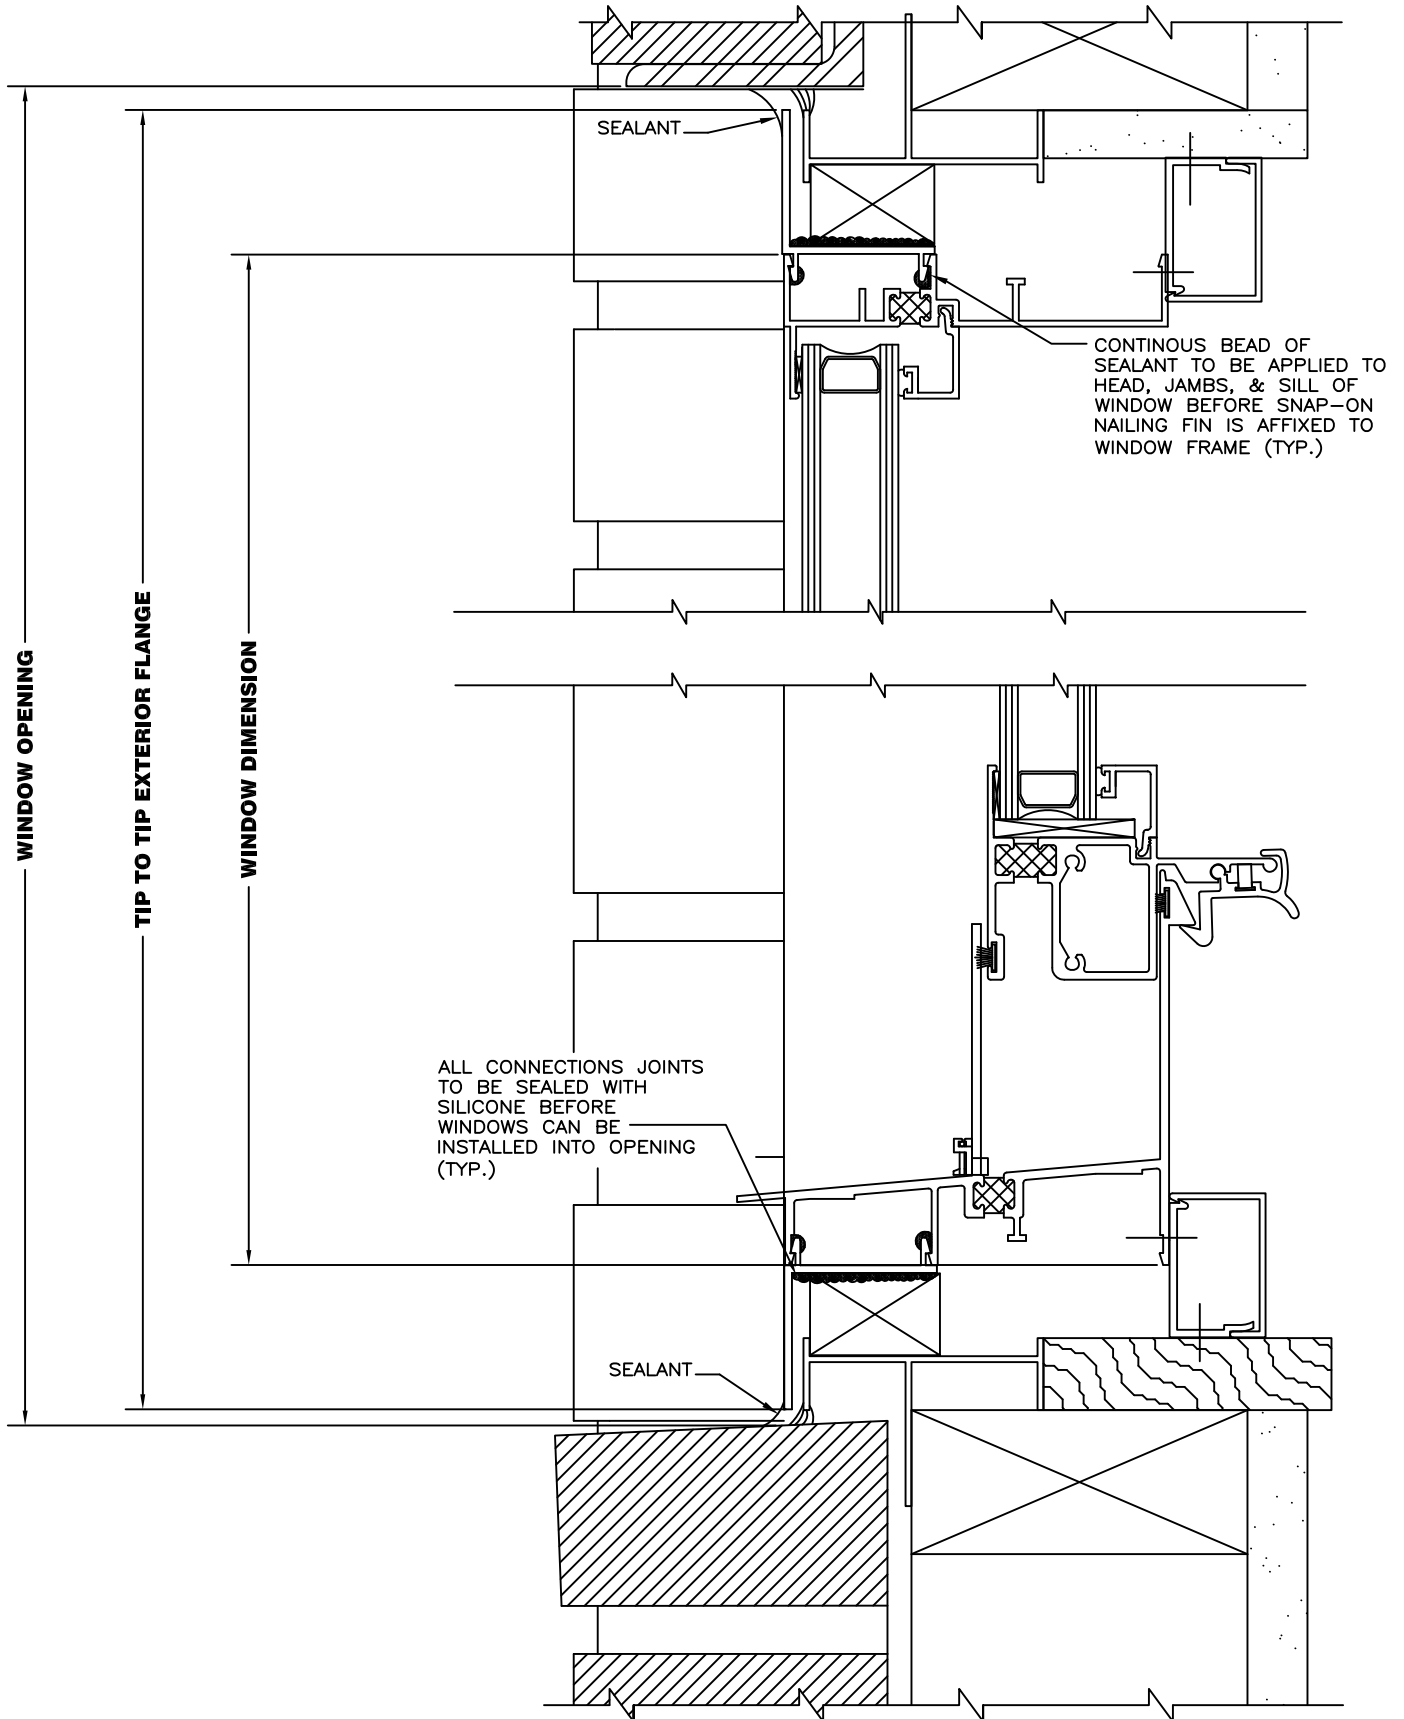 SEALANT
CONTINOUS BEAD OF
SEALANT TO BE APPLIED TO
HEAD, JAMBS, & SILL OF
WINDOW BEFORE SNAP-ON
NAILING FIN IS AFFIXED TO
WINDOW FRAME (TYP.)
WINDOW OPENING
TIP TO TIP EXTERIOR FLANGE
WINDOW DIMENSION
ALL CONNECTIONS JOINTS
TO BE SEALED WITH
SILICONE BEFORE
WINDOWS CAN BE
INSTALLED INTO OPENING
(TYP.)
SEALANT